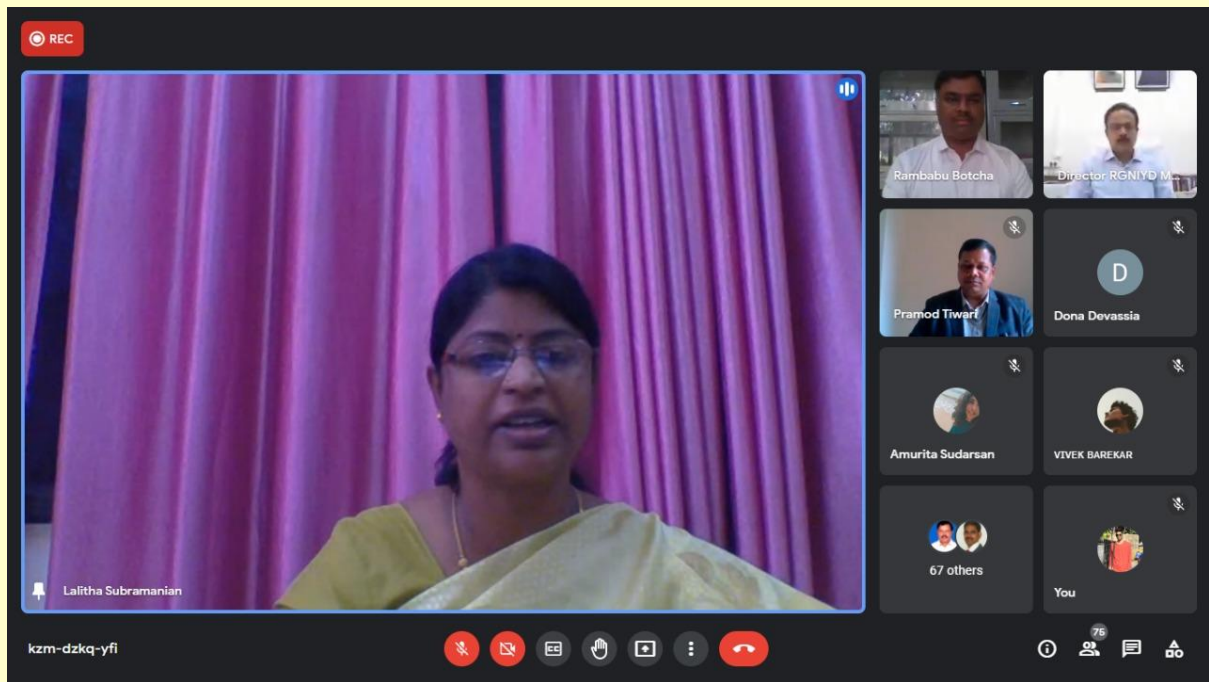 REC
Rambabu Botcha
Director RGNIYD M...
Pramod Tiwari
D
Dona Devassia
Amurita Sudarsan
VIVEK BAREKAR
67 others
You
Lalitha Subramanian
kzm-dzkq-yfi
CC
75